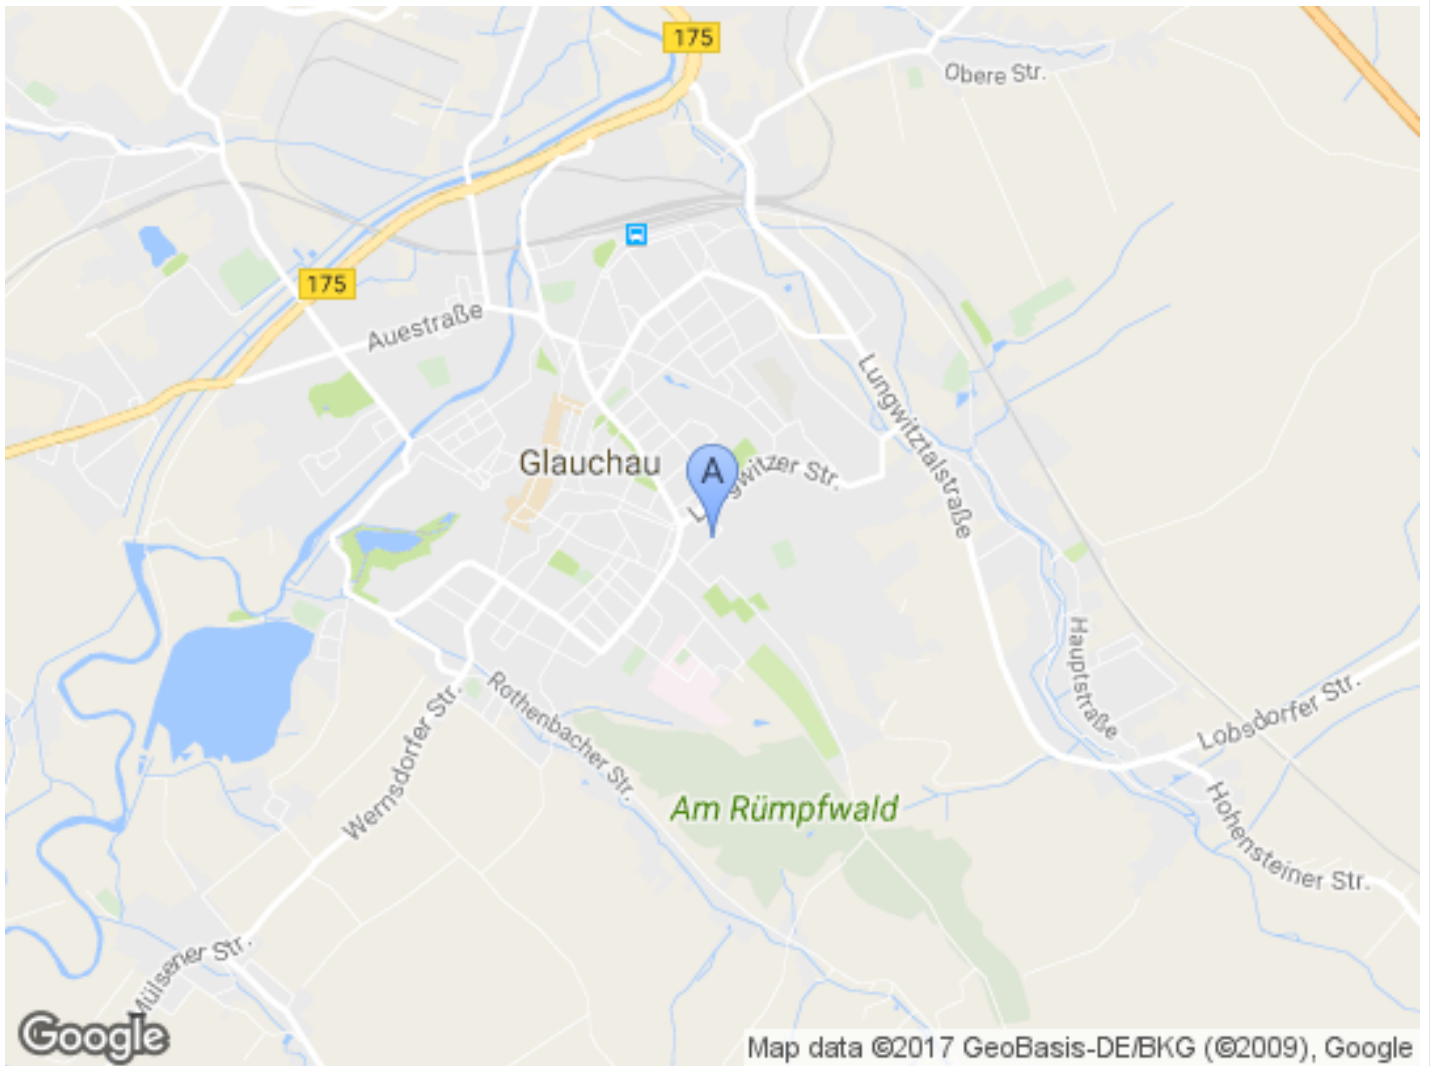 175
Obere Str.
175
Auestraße
Lungwitztalstraße
Glauchau
A
gwitzer Str.
Hauptstraße
Rothenbacher Str.
Wernsdorfer Str.
Lobsdorfer Str.
Am Rümpfwald
Hohensteiner Str.
Mülsener Str.
Google
Map data ©2017 GeoBasis-DE/BKG (©2009), Google